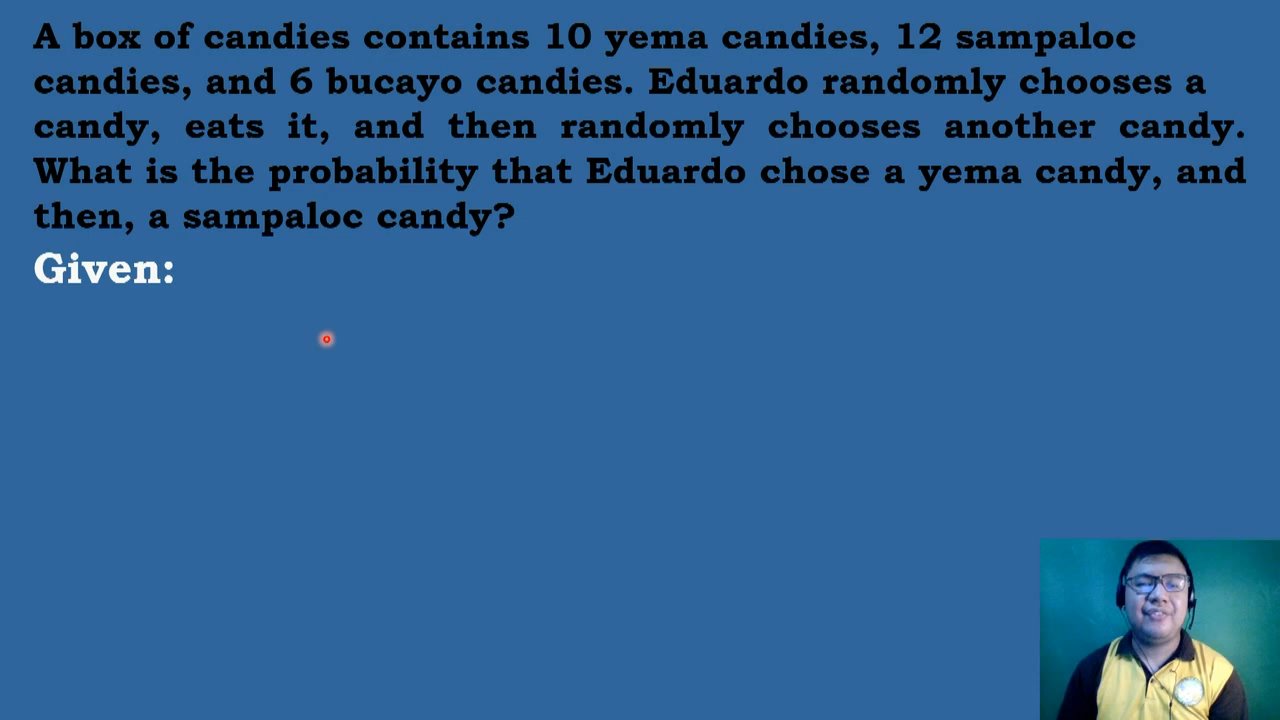 A box of candies contains 10 yema candies, 12 sampaloc
candies, and 6 bucayo candies. Eduardo randomly chooses a
candy, eats it, and then randomly chooses another candy.
What is the probability that Eduardo chose a yema candy, and
then, a sampaloc candy?
Given: